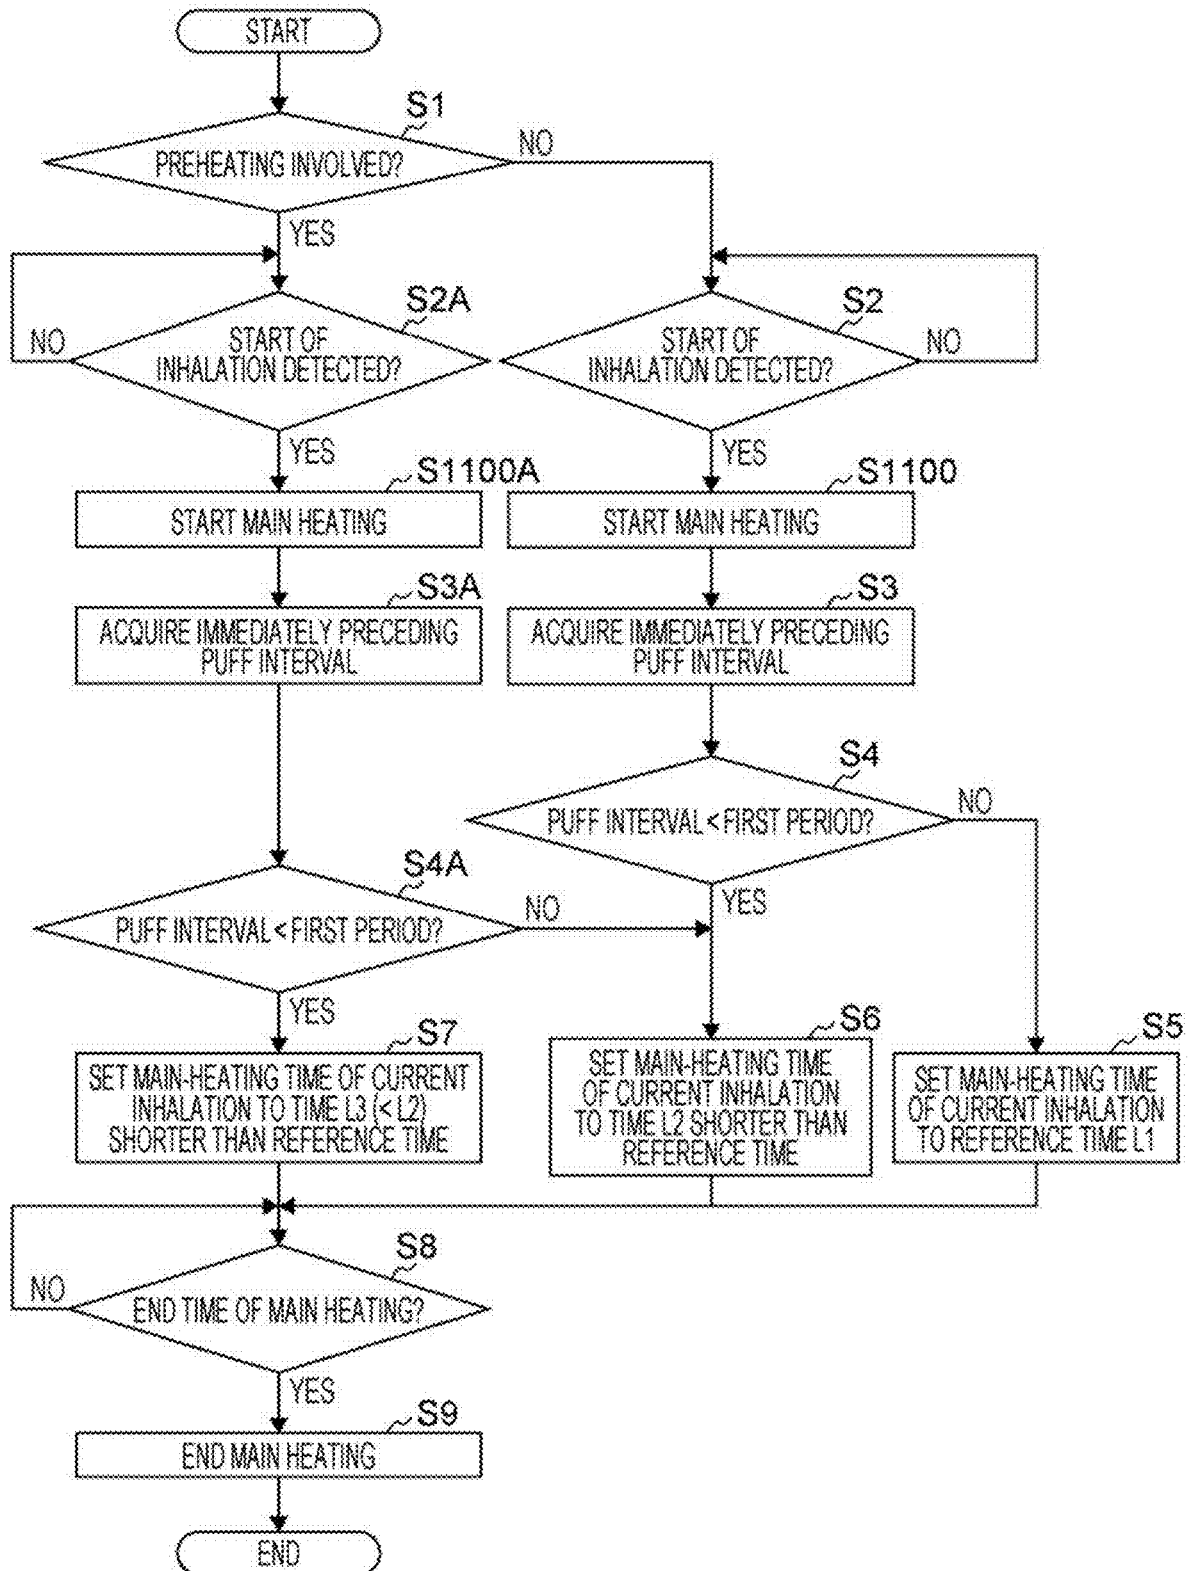 START
S1
PREHEATING INVOLVED?
NO
YES
S2A
START OF
INHALATION DETECTED?
NO
YES
S2
START OF
INHALATION DETECTED?
NO
YES
S1100A
START MAIN HEATING
S1100
START MAIN HEATING
S3A
ACQUIRE IMMEDIATELY PRECEDING
PUFF INTERVAL
S3
ACQUIRE IMMEDIATELY PRECEDING
PUFF INTERVAL
S4
PUFF INTERVAL < FIRST PERIOD?
NO
YES
S4A
PUFF INTERVAL < FIRST PERIOD?
NO
YES
S7
SET MAIN-HEATING TIME OF CURRENT
INHALATION TO TIME L3 (< L2)
SHORTER THAN REFERENCE TIME
S6
SET MAIN-HEATING TIME
OF CURRENT INHALATION
TO TIME L2 SHORTER THAN
REFERENCE TIME
S5
SET MAIN-HEATING TIME
OF CURRENT INHALATION
TO REFERENCE TIME L1
S8
END TIME OF MAIN HEATING?
NO
YES
S9
END MAIN HEATING
END